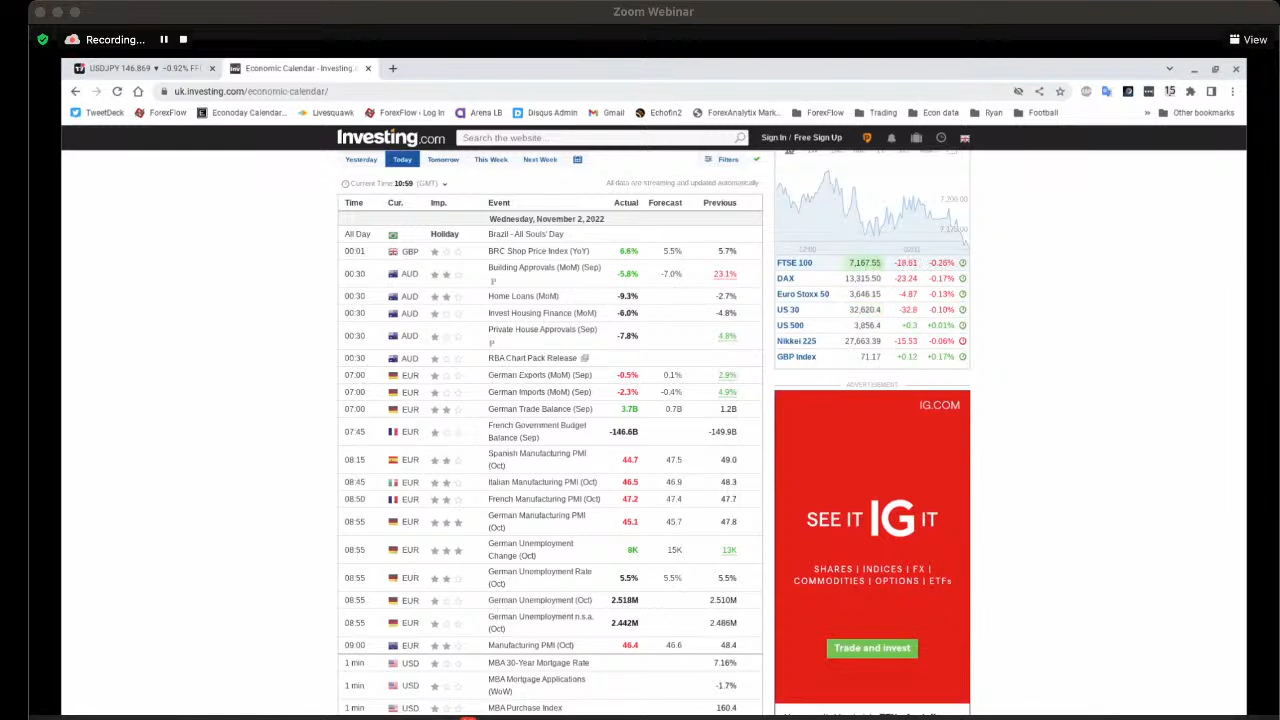 Zoom Webinar
Recording...
View
USDJPY 146.869 ▼ −0.92%
Economic Calendar - Investing.c
uk.investing.com/economic-calendar/
TweetDeck ForexFlow Econoday Calendar... Livesquawk ForexFlow ‹ Log In Arena LB Disqus Admin Gmail Echofin2 ForexAnalytix Mark... ForexFlow Trading Econ data Ryan Football » Other bookmarks
Investing.com Search the website... Sign In / Free Sign Up
Yesterday Today Tomorrow This Week Next Week Filters
Current Time: 10:59 (GMT) All data are streaming and updated automatically.
Time Cur. Imp. Event Actual Forecast Previous
Wednesday, November 2, 2022
All Day Holiday Brazil - All Souls' Day
00:01 GBP BRC Shop Price Index (YoY) 6.6% 5.5% 5.7%
00:30 AUD Building Approvals (MoM) (Sep) -5.8% -7.0% 23.1%
00:30 AUD Home Loans (MoM) -9.3% -2.7%
00:30 AUD Invest Housing Finance (MoM) -6.0% -4.8%
00:30 AUD Private House Approvals (Sep) -7.8% 4.8%
00:30 AUD RBA Chart Pack Release
07:00 EUR German Exports (MoM) (Sep) -0.5% 0.1% 2.9%
07:00 EUR German Imports (MoM) (Sep) -2.3% -0.4% 4.9%
07:00 EUR German Trade Balance (Sep) 3.7B 0.7B 1.2B
07:45 EUR French Government Budget
Balance (Sep) -146.6B -149.9B
08:15 EUR Spanish Manufacturing PMI
(Oct) 44.7 47.5 49.0
08:45 EUR Italian Manufacturing PMI (Oct) 46.5 46.9 48.3
08:50 EUR French Manufacturing PMI (Oct) 47.2 47.4 47.7
08:55 EUR German Manufacturing PMI
(Oct) 45.1 45.7 47.8
08:55 EUR German Unemployment
Change (Oct) 8K 15K 13K
08:55 EUR German Unemployment Rate
(Oct) 5.5% 5.5% 5.5%
08:55 EUR German Unemployment (Oct) 2.518M 2.510M
08:55 EUR German Unemployment n.s.a.
(Oct) 2.442M 2.486M
09:00 EUR Manufacturing PMI (Oct) 46.4 46.6 48.4
1 min USD MBA 30-Year Mortgage Rate 7.16%
1 min USD MBA Mortgage Applications
(WoW) -1.7%
1 min USD MBA Purchase Index 160.4
7,200.00
12:00
FTSE 100 7,167.55 -18.61 -0.26%
DAX 13,315.50 -23.24 -0.17%
Euro Stoxx 50 3,646.15 -4.87 -0.13%
US 30 32,620.4 -32.8 -0.10%
US 500 3,856.4 +0.3 +0.01%
Nikkei 225 27,663.39 -15.53 -0.06%
GBP Index 71.17 +0.12 +0.17%
ADVERTISEMENT
IG.COM
SEE IT IG IT
SHARES | INDICES | FX |
COMMODITIES | OPTIONS | ETFs
Trade and invest